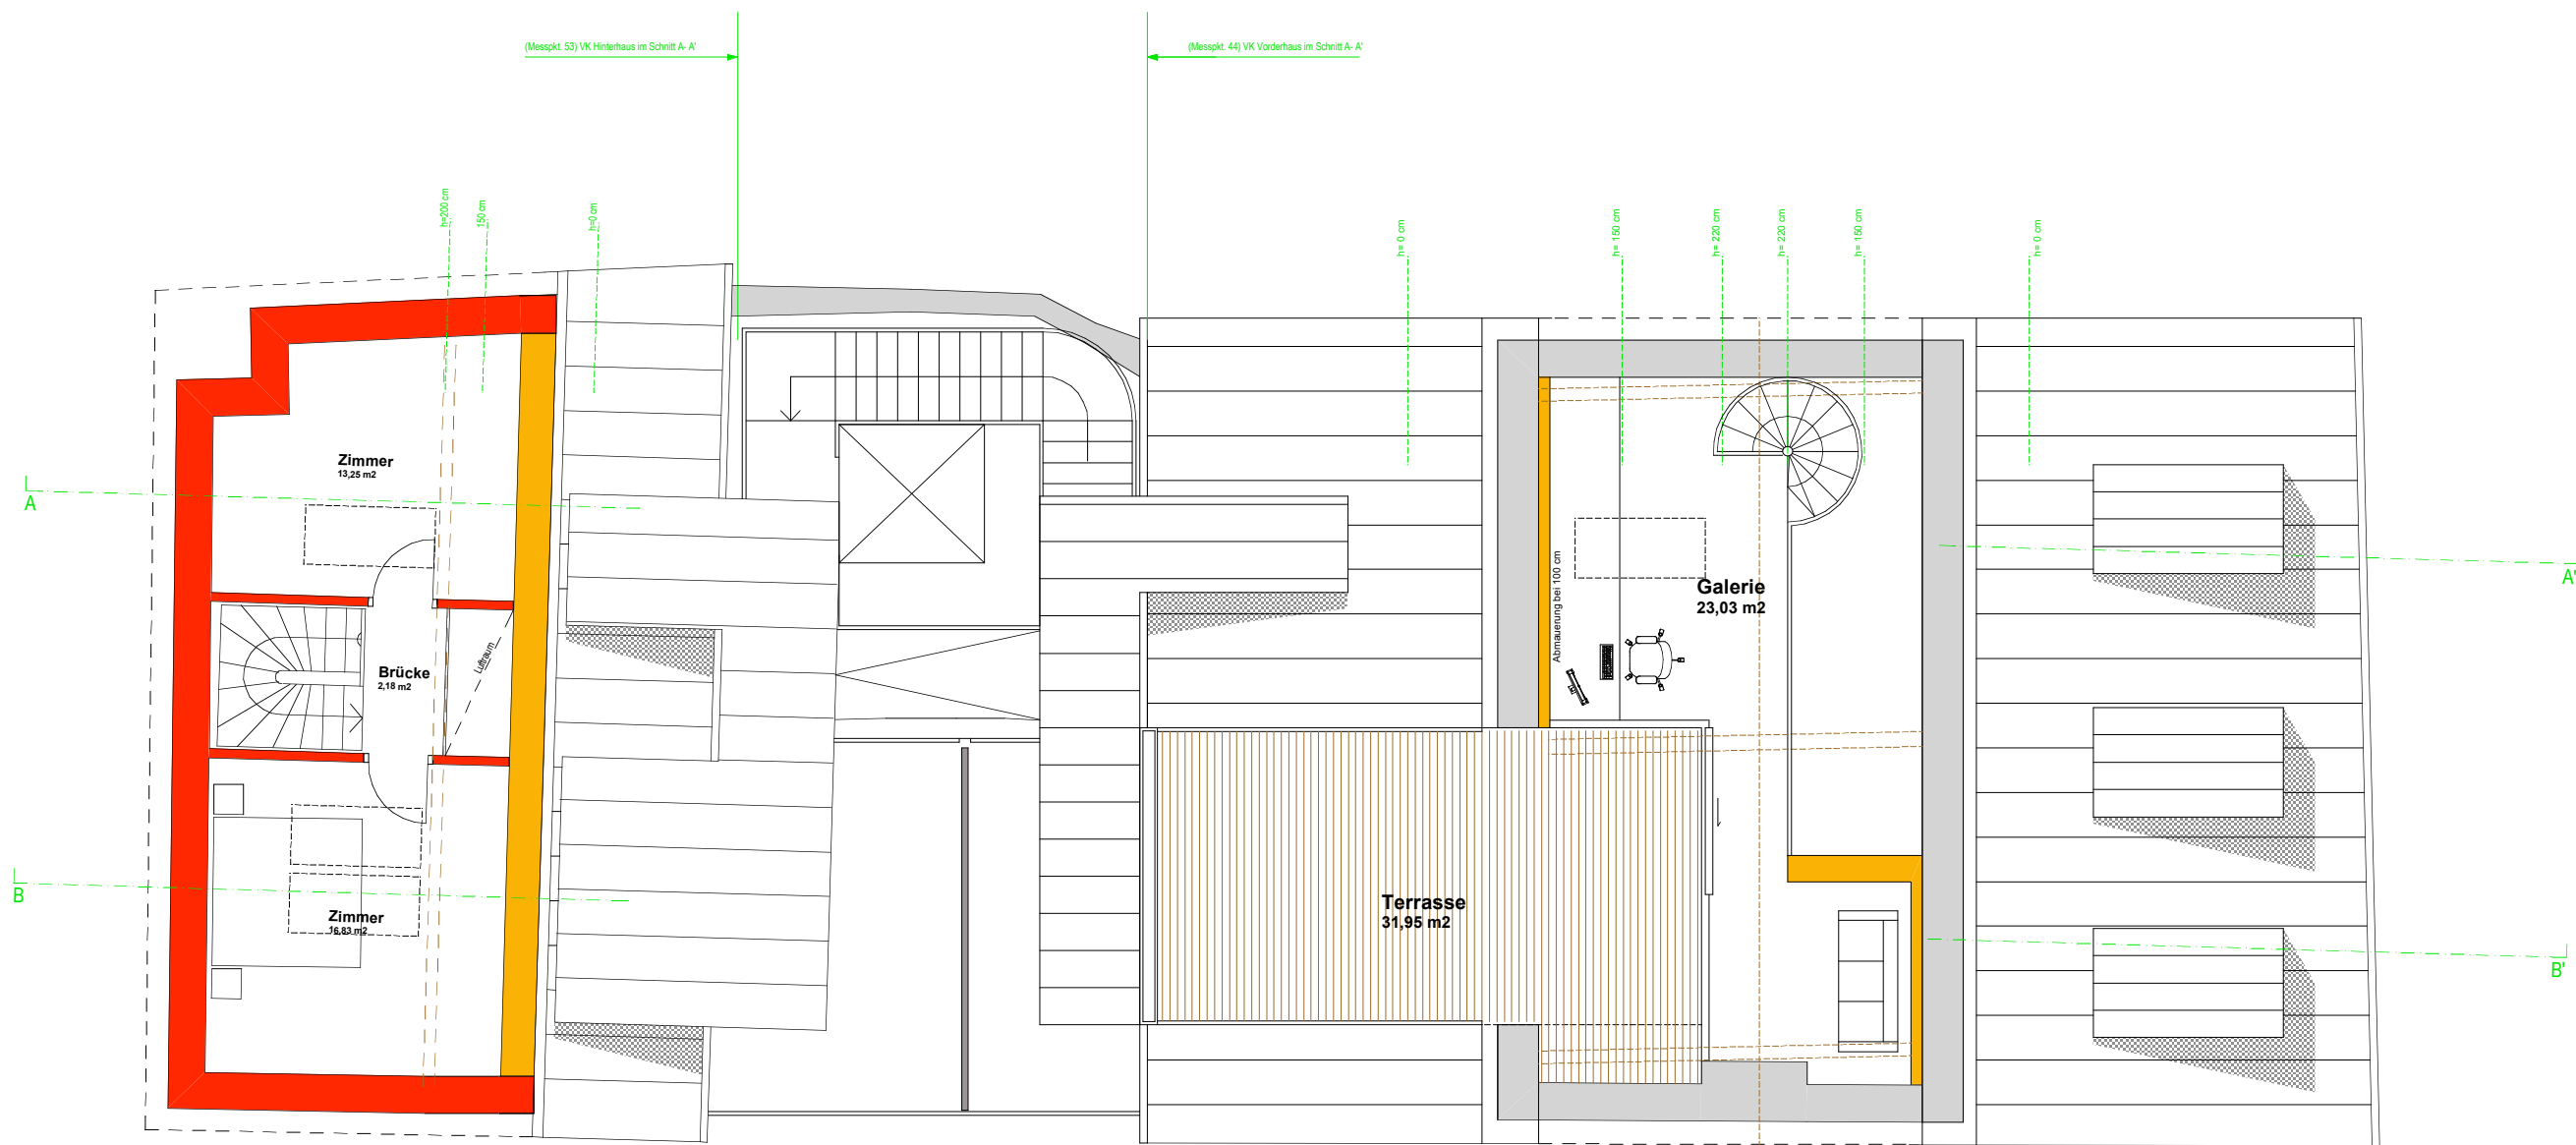 (Messpkt. 53) VK Hinterhaus im Schnitt A- A'
(Messpkt. 44) VK Vorderhaus im Schnitt A- A'
h=200 cm
150 cm
h=0 cm
h= 0 cm
h= 150 cm
h= 220 cm
h= 220 cm
h= 150 cm
h= 0 cm
Zimmer
13,25 m2
A
A'
Abmauerung bei 100 cm
Galerie
23,03 m2
Luftraum
Brücke
2,18 m2
B
Zimmer
16,83 m2
Terrasse
31,95 m2
B'